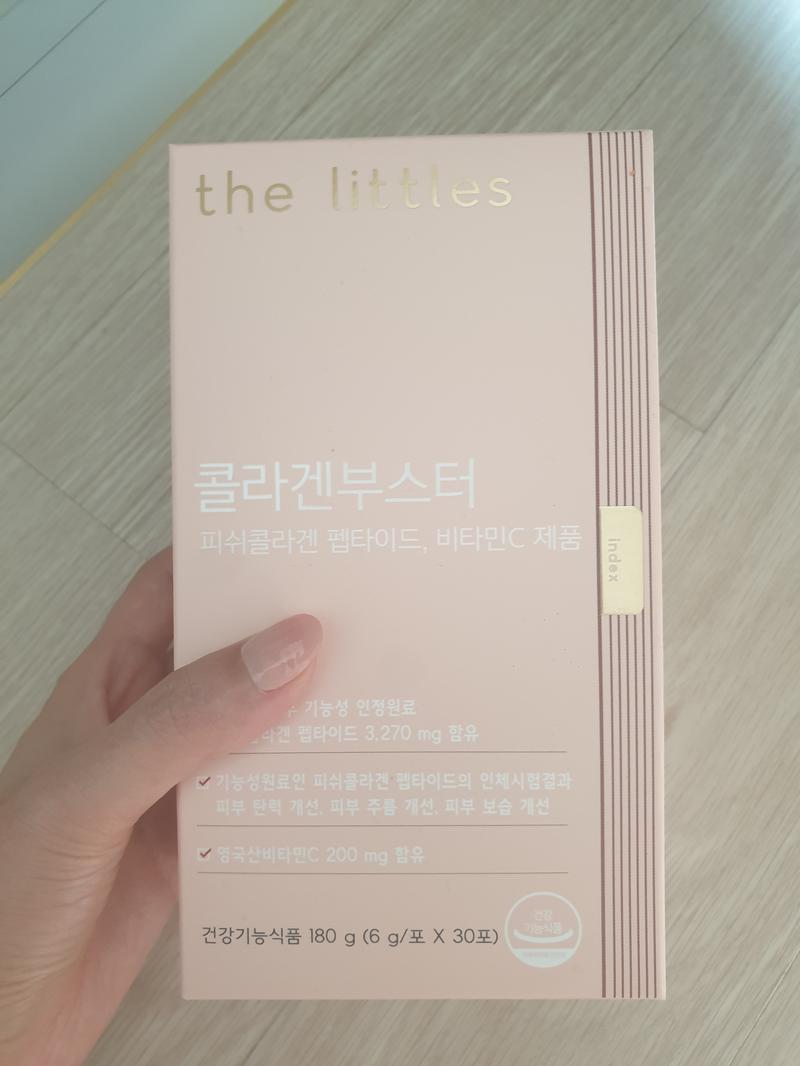 the littles
콜라겐부스터
피쉬콜라겐 펩타이드, 비타민C 제품
index
기능성 인정원료
펩타이드 3,270 mg 함유
기능성원료인 피쉬콜라겐 펩타이드의 인체시험결과
피부 탄력 개선, 피부 주름 개선, 피부 보습 개선
영국산비타민C 200 mg 함유
건강기능식품 180 g (6 g/포 X 30포)
건강
기능식품